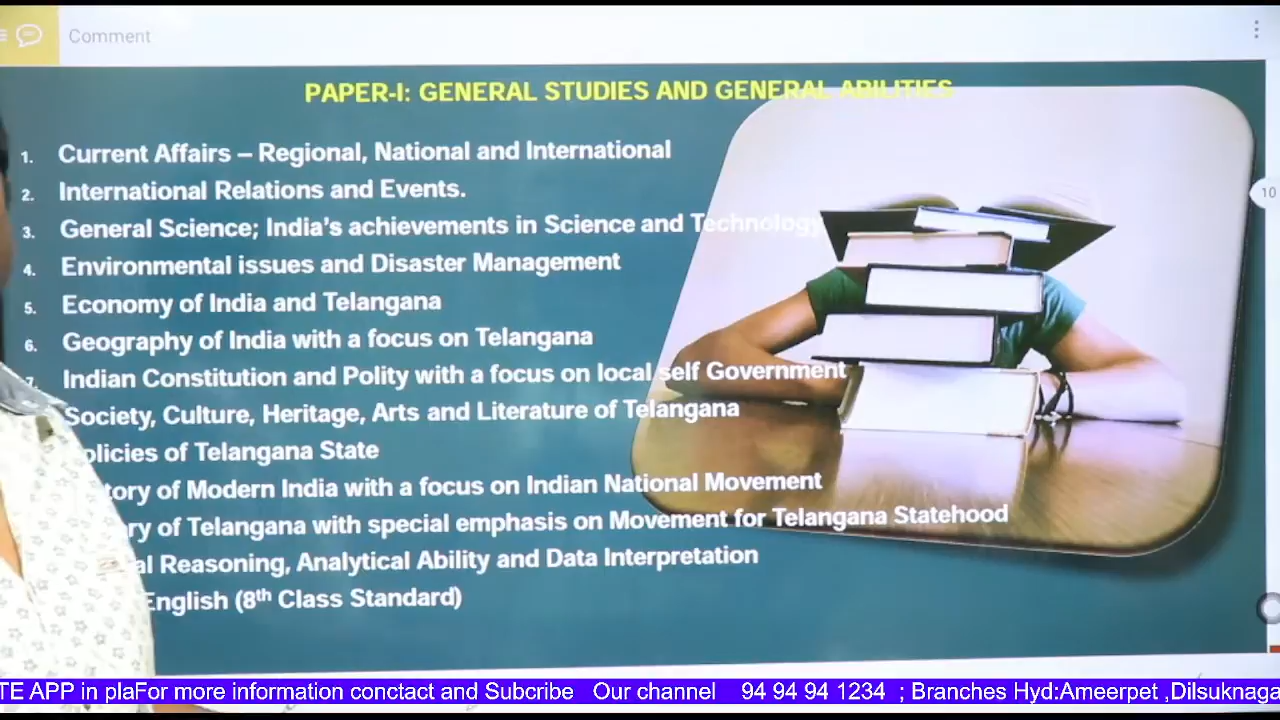 Comment
PAPER-I: GENERAL STUDIES AND GENERAL ABILITIES
1. Current Affairs – Regional, National and International
2. International Relations and Events.
3. General Science; India's achievements in Science and Technology
4. Environmental issues and Disaster Management
5. Economy of India and Telangana
6. Geography of India with a focus on Telangana
7. Indian Constitution and Polity with a focus on local self Government
Society, Culture, Heritage, Arts and Literature of Telangana
olicies of Telangana State
tory of Modern India with a focus on Indian National Movement
ry of Telangana with special emphasis on Movement for Telangana Statehood
al Reasoning, Analytical Ability and Data Interpretation
English (8th Class Standard)
10
TE APP in plaFor more information conctact and Subcribe Our channel 94 94 94 1234 ; Branches Hyd:Ameerpet ,Dilsuknaga